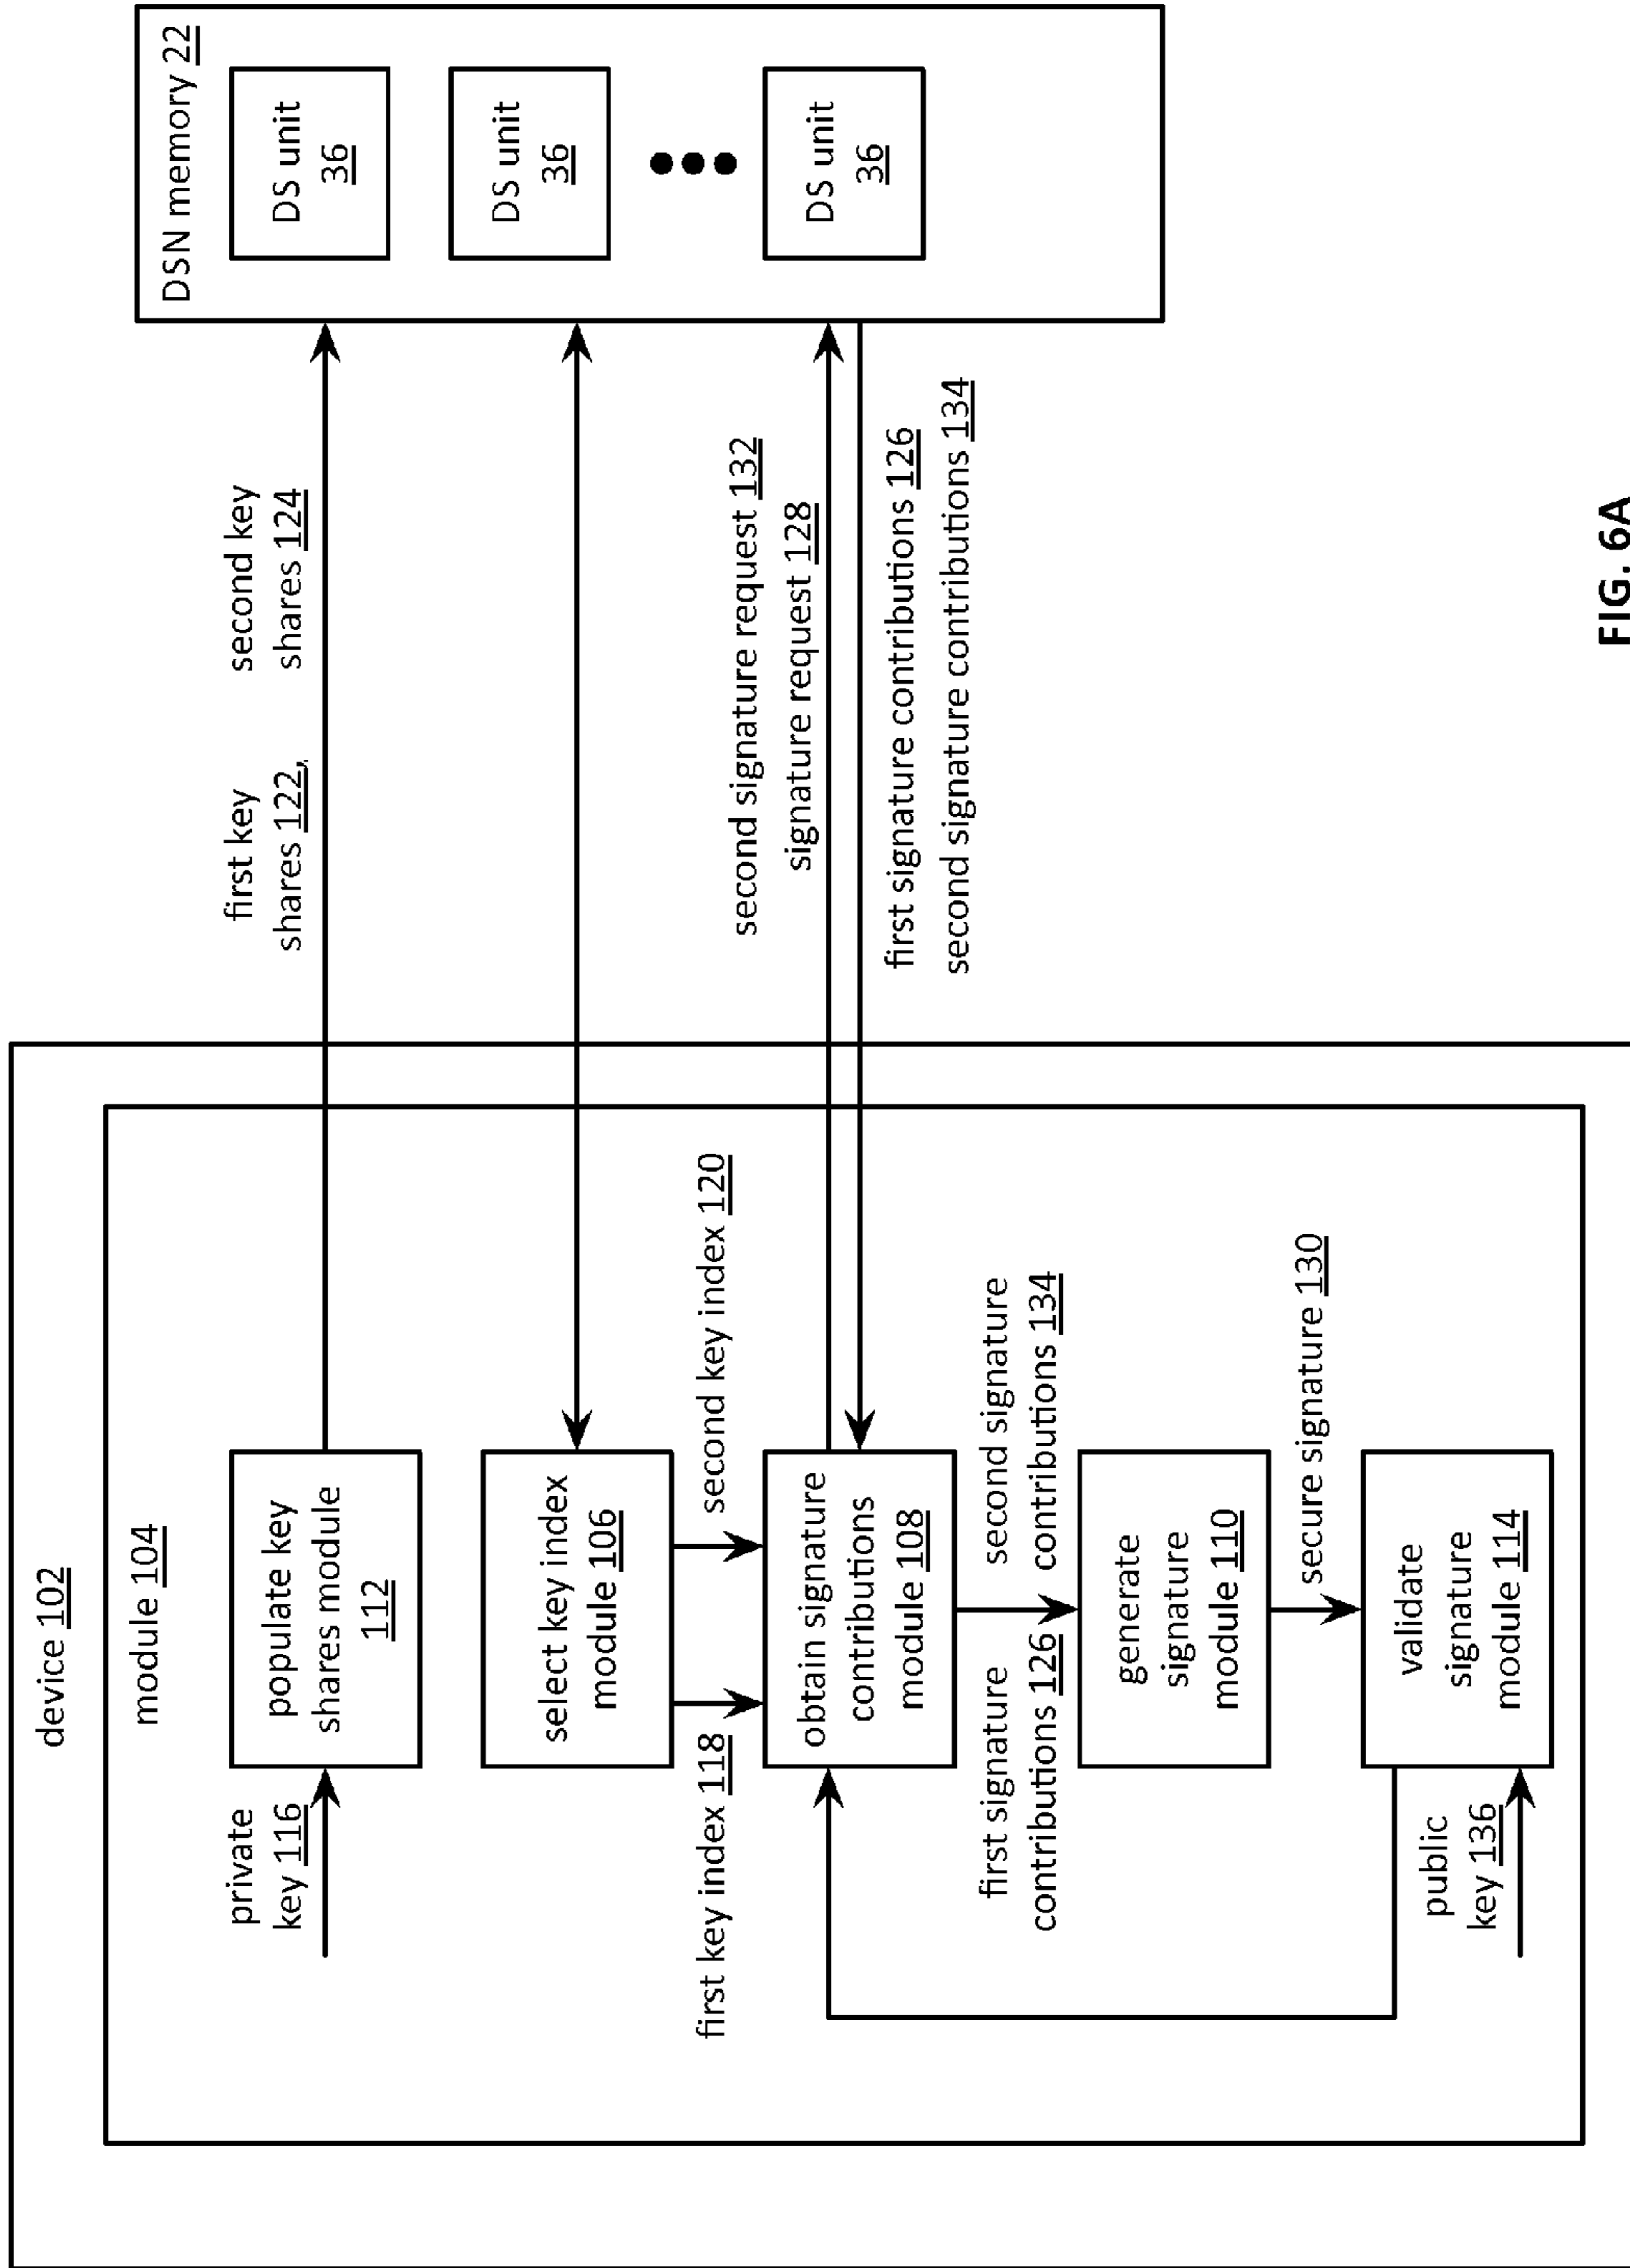 device 102
module 104
private
key 116
populate key
shares module
112
first key
shares 122,
second key
shares 124
DSN memory 22
DS unit
36
DS unit
36
DS unit
36
select key index
module 106
first key index 118
second key index 120
obtain signature
contributions
module 108
second signature request 132
signature request 128
first signature contributions 126
second signature contributions 134
first signature
contributions 126
second signature
contributions 134
generate
signature
module 110
secure signature 130
public
key 136
validate
signature
module 114
FIG. 6A